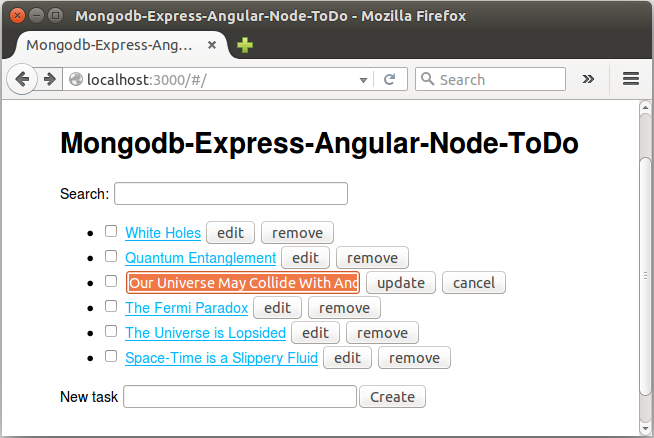 Mongodb-Express-Angular-Node-ToDo - Mozilla Firefox
Mongodb-Express-Ang...
localhost:3000/#/ Search
Mongodb-Express-Angular-Node-ToDo
Search:
White Holes edit remove
Quantum Entanglement edit remove
Our Universe May Collide With update cancel
The Fermi Paradox edit remove
The Universe is Lopsided edit remove
Space-Time is a Slippery Fluid edit remove
New task Create